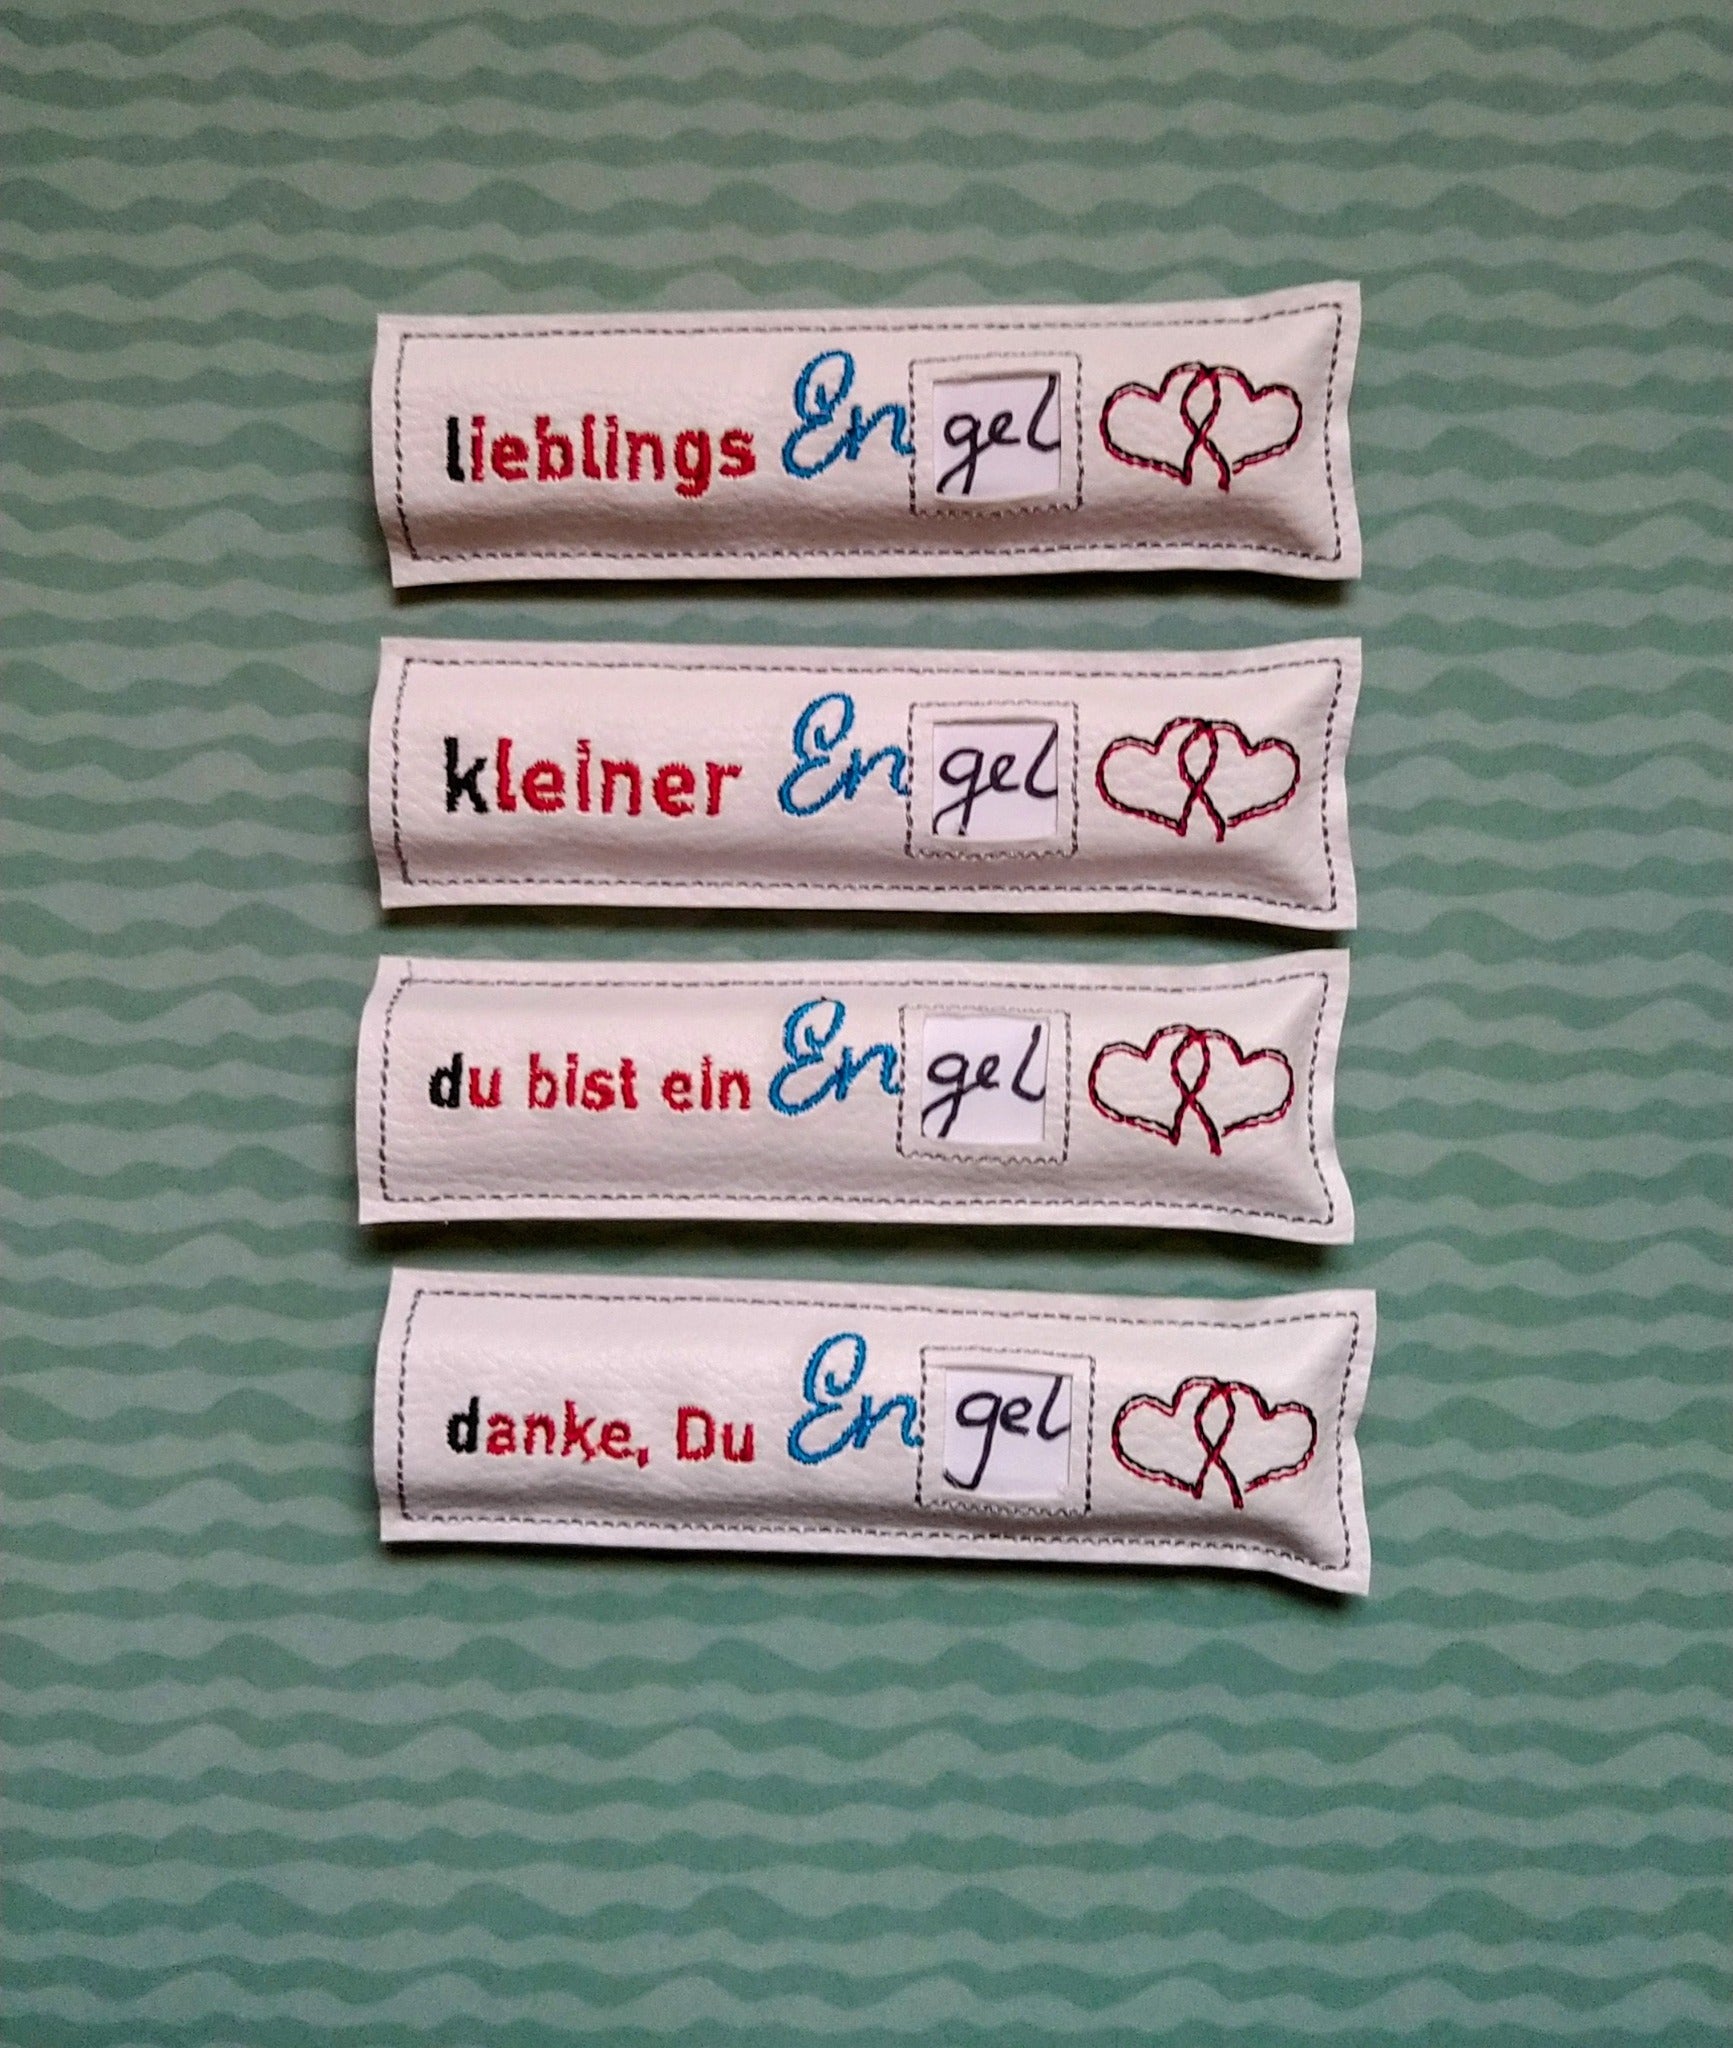 lieblings Engel
kleiner Engel
du bist ein Engel
danke, Du Engel